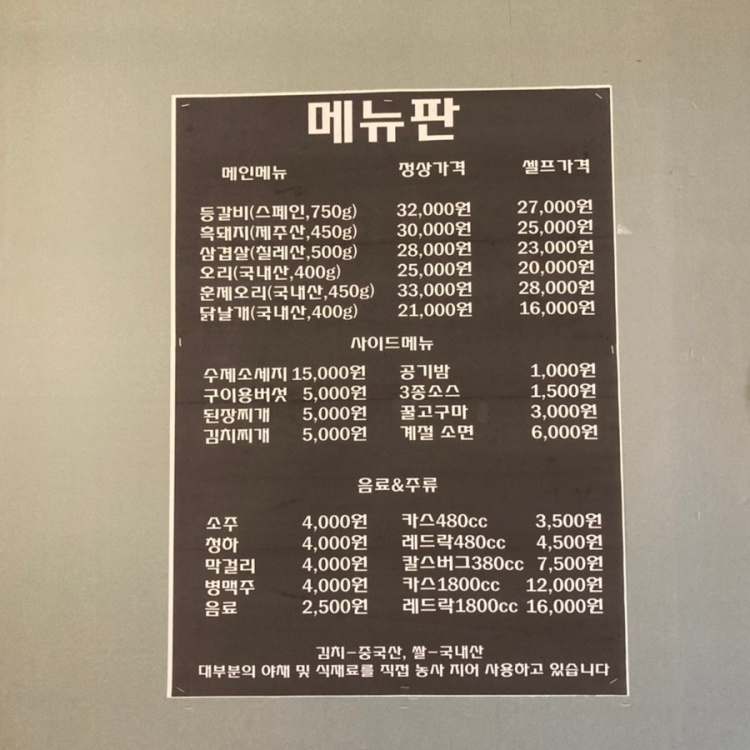 메뉴판
메인메뉴 정상가격 셀프가격
등갈비(스페인,750g) 32,000원 27,000원
흑돼지(제주산,450g) 30,000원 25,000원
삼겹살(칠레산,500g) 28,000원 23,000원
오리(국내산,400g) 25,000원 20,000원
훈제오리(국내산,450g) 33,000원 28,000원
닭날개(국내산,400g) 21,000원 16,000원
사이드메뉴
수제소세지 15,000원 공기밥 1,000원
구이용버섯 5,000원 3종소스 1,500원
된장찌개 5,000원 꿀고구마 3,000원
김치찌개 5,000원 계절 소면 6,000원
음료&주류
소주 4,000원 카스480cc 3,500원
청하 4,000원 레드락480cc 4,500원
막걸리 4,000원 칼스버그380cc 7,500원
병맥주 4,000원 카스1800cc 12,000원
음료 2,500원 레드락1800cc 16,000원
김치-중국산, 쌀-국내산
대부분의 야채 및 식재료를 직접 농사 지어 사용하고 있습니다